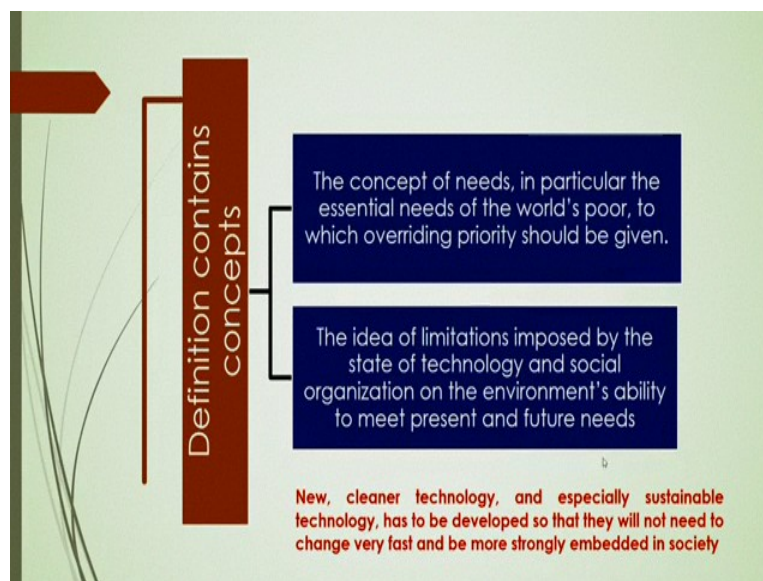 Definition contains
concepts
The concept of needs, in particular the
essential needs of the world's poor, to
which overriding priority should be given.
The idea of limitations imposed by the
state of technology and social
organization on the environment's ability
to meet present and future needs
New, cleaner technology, and especially sustainable
technology, has to be developed so that they will not need to
change very fast and be more strongly embedded in society